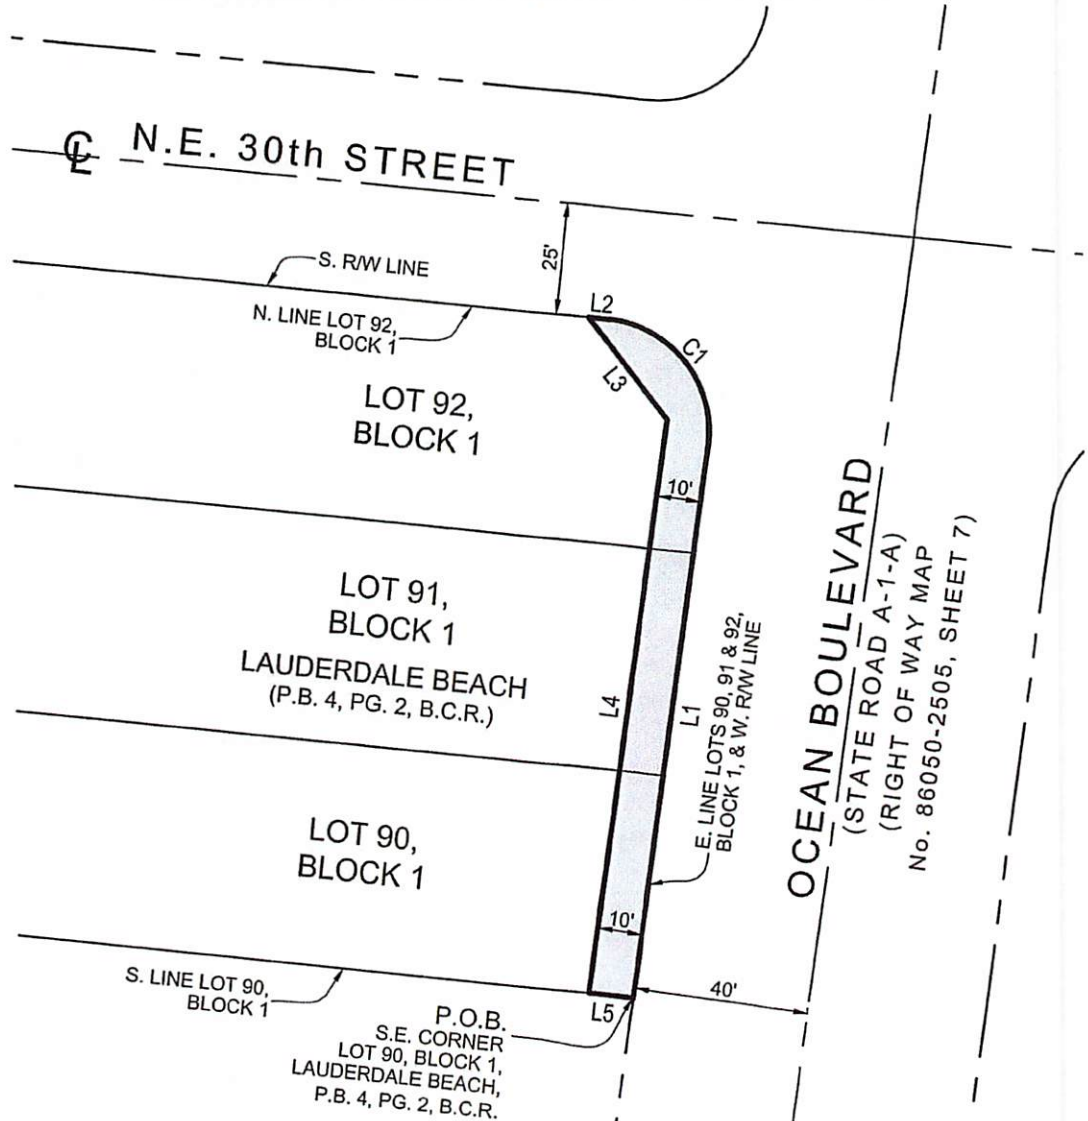 ℄ N.E. 30th STREET
25'
S. R/W LINE
N. LINE LOT 92,
BLOCK 1
L2
C1
L3
LOT 92,
BLOCK 1
10'
LOT 91,
BLOCK 1
LAUDERDALE BEACH
(P.B. 4, PG. 2, B.C.R.)
L4
L1
E. LINE LOTS 90, 91 & 92,
BLOCK 1, & W. R/W LINE
OCEAN BOULEVARD
(STATE ROAD A-1-A)
(RIGHT OF WAY MAP
No. 86050-2505, SHEET 7)
LOT 90,
BLOCK 1
10'
S. LINE LOT 90,
BLOCK 1
L5
40'
P.O.B.
S.E. CORNER
LOT 90, BLOCK 1,
LAUDERDALE BEACH,
P.B. 4, PG. 2, B.C.R.